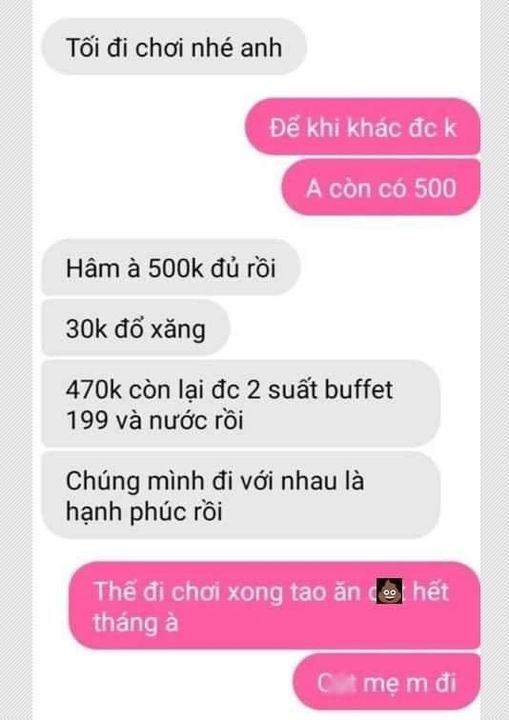 Tối đi chơi nhé anh
Để khi khác đc k
A còn có 500
Hâm à 500k đủ rồi
30k đổ xăng
470k còn lại đc 2 suất buffet
199 và nước rồi
Chúng mình đi với nhau là
hạnh phúc rồi
Thế đi chơi xong tao ăn hết
tháng à
mẹ m đi